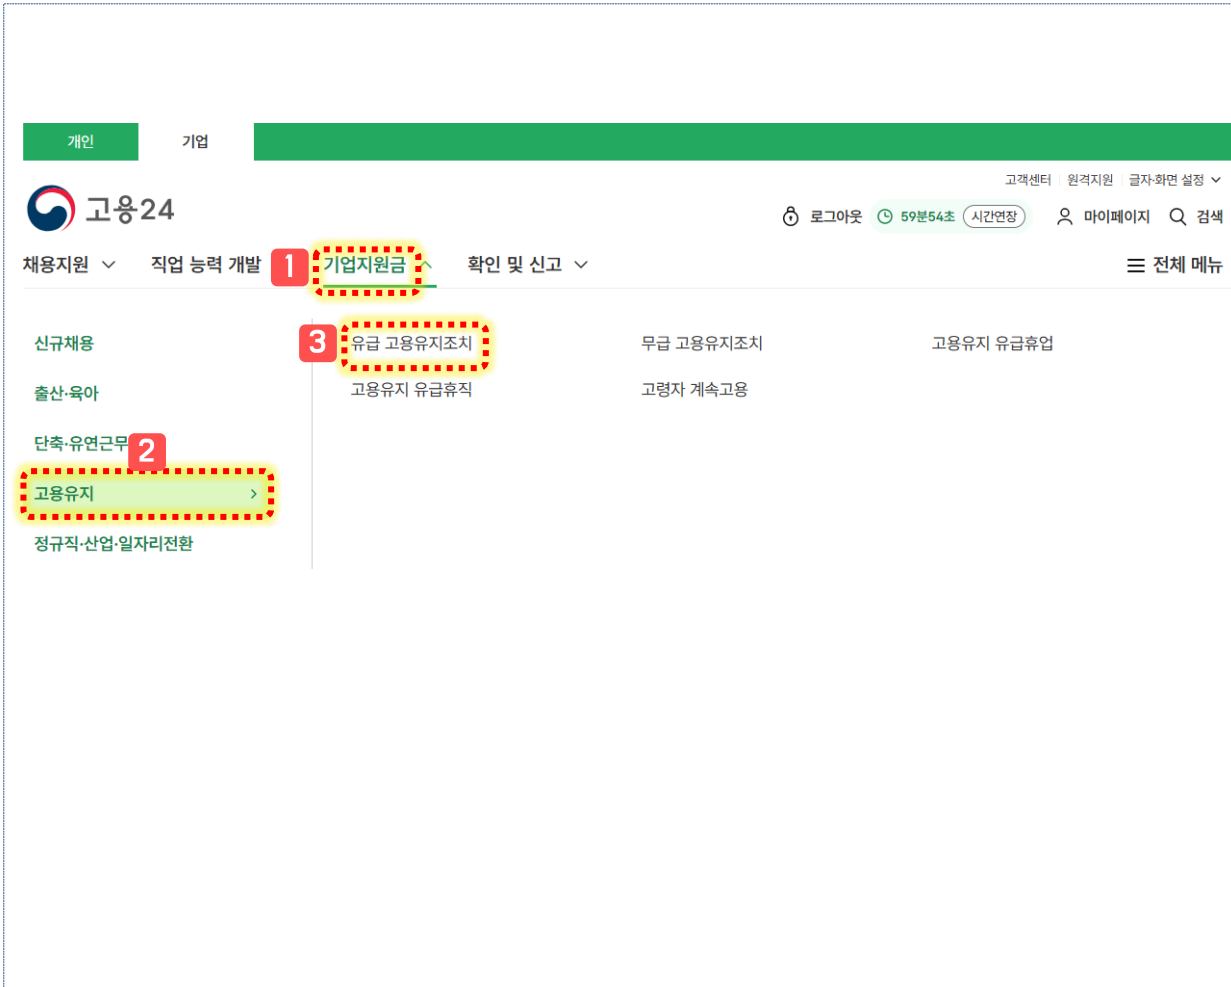 개인 기업
고객센터 원격지원 글자·화면 설정
고용24
로그아웃 59분54초 시간연장 마이페이지 검색
채용지원 직업 능력 개발 1 기업지원금 확인 및 신고 전체 메뉴
신규채용 3 유급 고용유지조치 무급 고용유지조치 고용유지 유급휴업
출산·육아 고용유지 유급휴직 고령자 계속고용
단축·유연근무 2
고용유지
정규직·산업·일자리전환